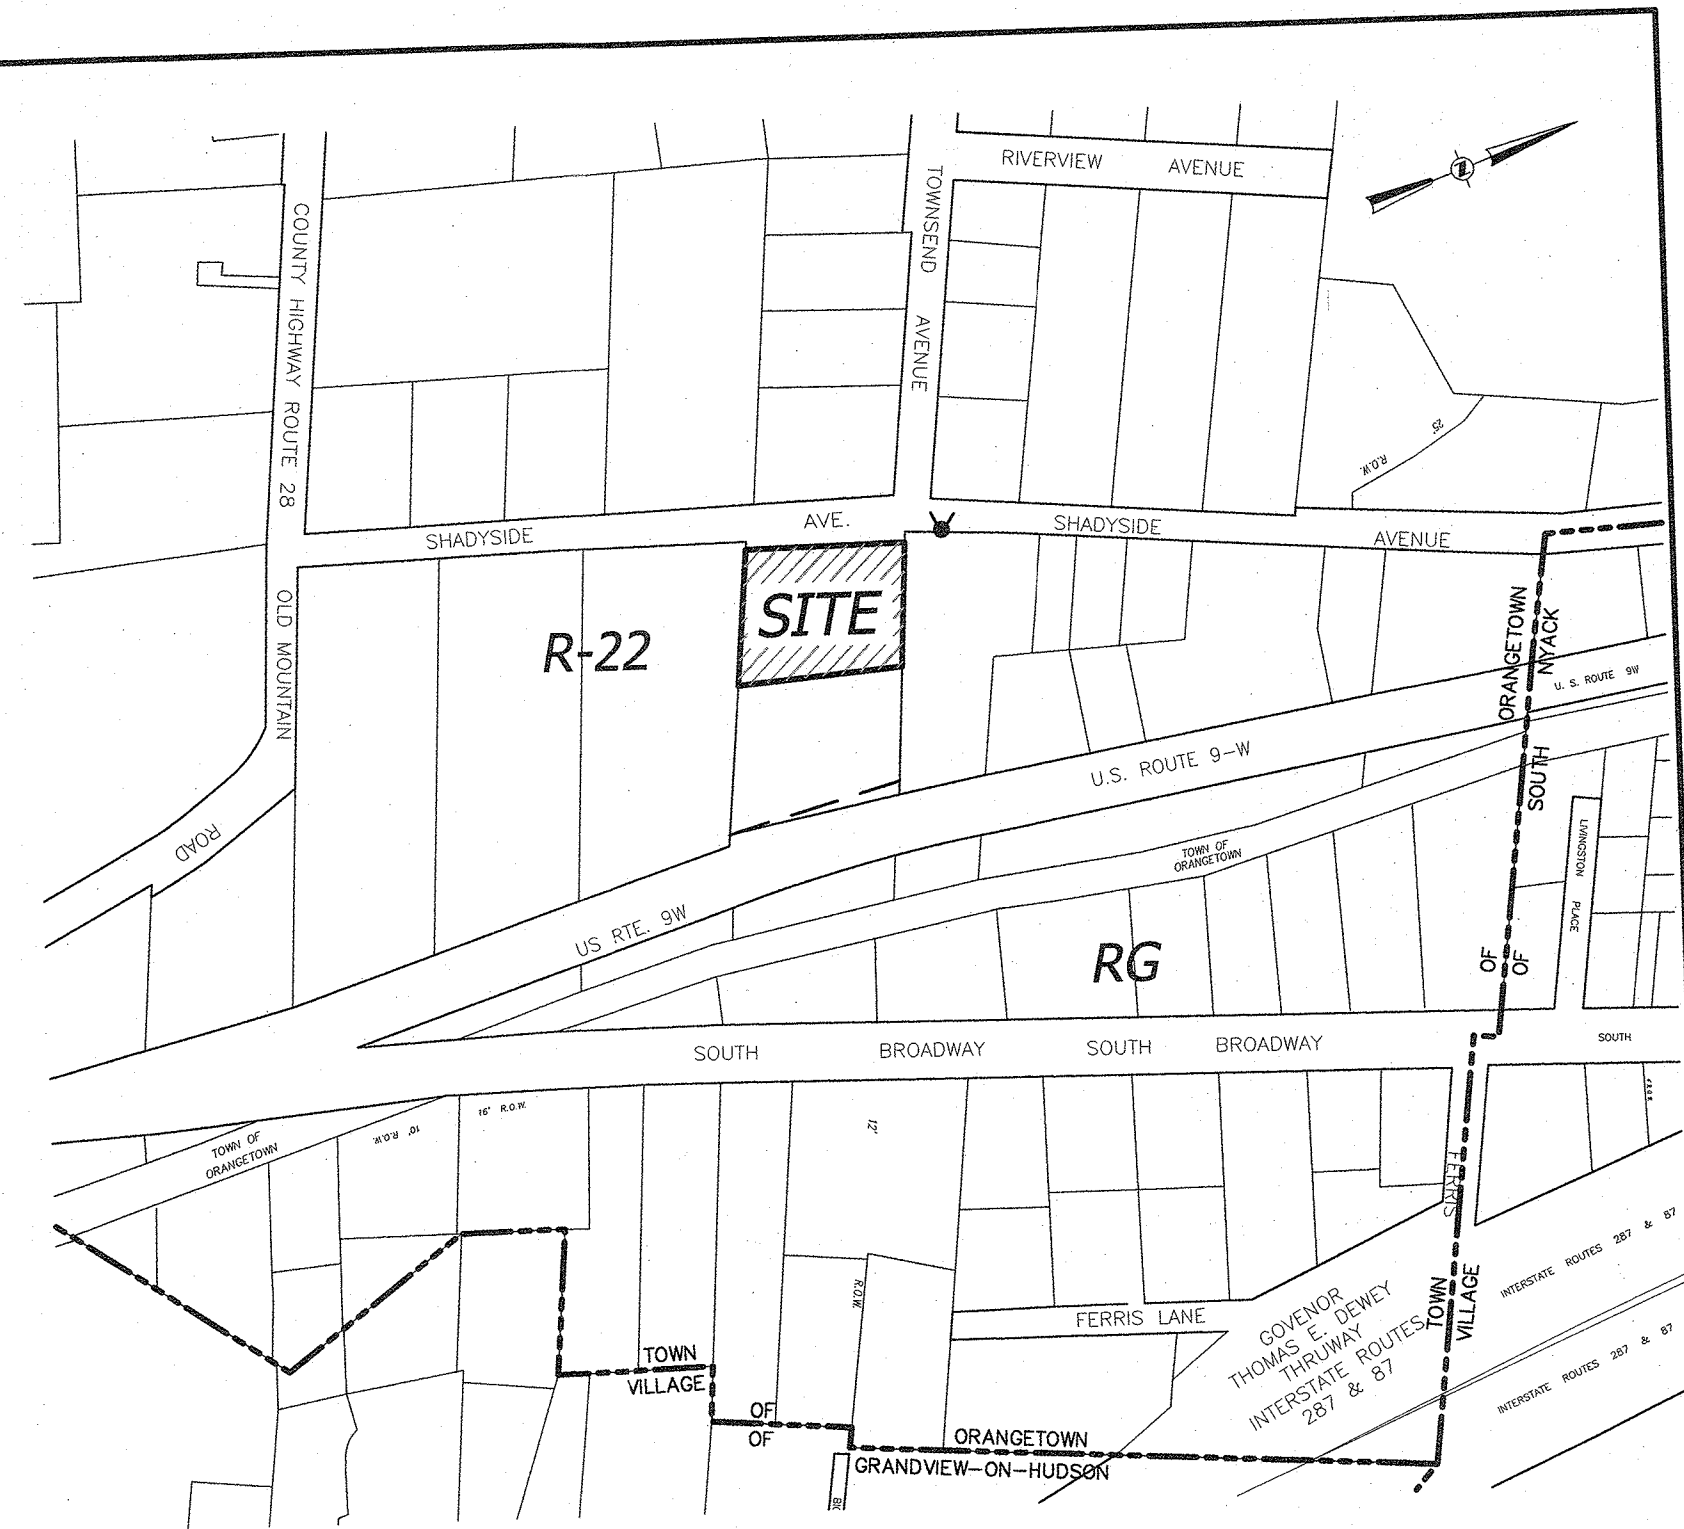 RIVERVIEW AVENUE
TOWNSEND AVENUE
COUNTY HIGHWAY ROUTE 28
25'
R.O.W.
SHADYSIDE AVE.
SHADYSIDE AVENUE
SITE
R-22
OLD MOUNTAIN
ROAD
ORANGETOWN
NYACK
U. S. ROUTE 9W
U.S. ROUTE 9-W
SOUTH
LIVINGSTON PLACE
TOWN OF
ORANGETOWN
US RTE. 9W
RG
OF
OF
SOUTH BROADWAY SOUTH BROADWAY
SOUTH
16' R.O.W.
10' R.O.W.
12'
TOWN OF
ORANGETOWN
FERRIS
R.O.W.
INTERSTATE ROUTES 287 & 87
FERRIS LANE
GOVENOR
THOMAS E. DEWEY
THRUWAY
INTERSTATE ROUTES
287 & 87
TOWN
VILLAGE
INTERSTATE ROUTES 287 & 87
TOWN
VILLAGE
OF
OF
ORANGETOWN
GRANDVIEW-ON-HUDSON